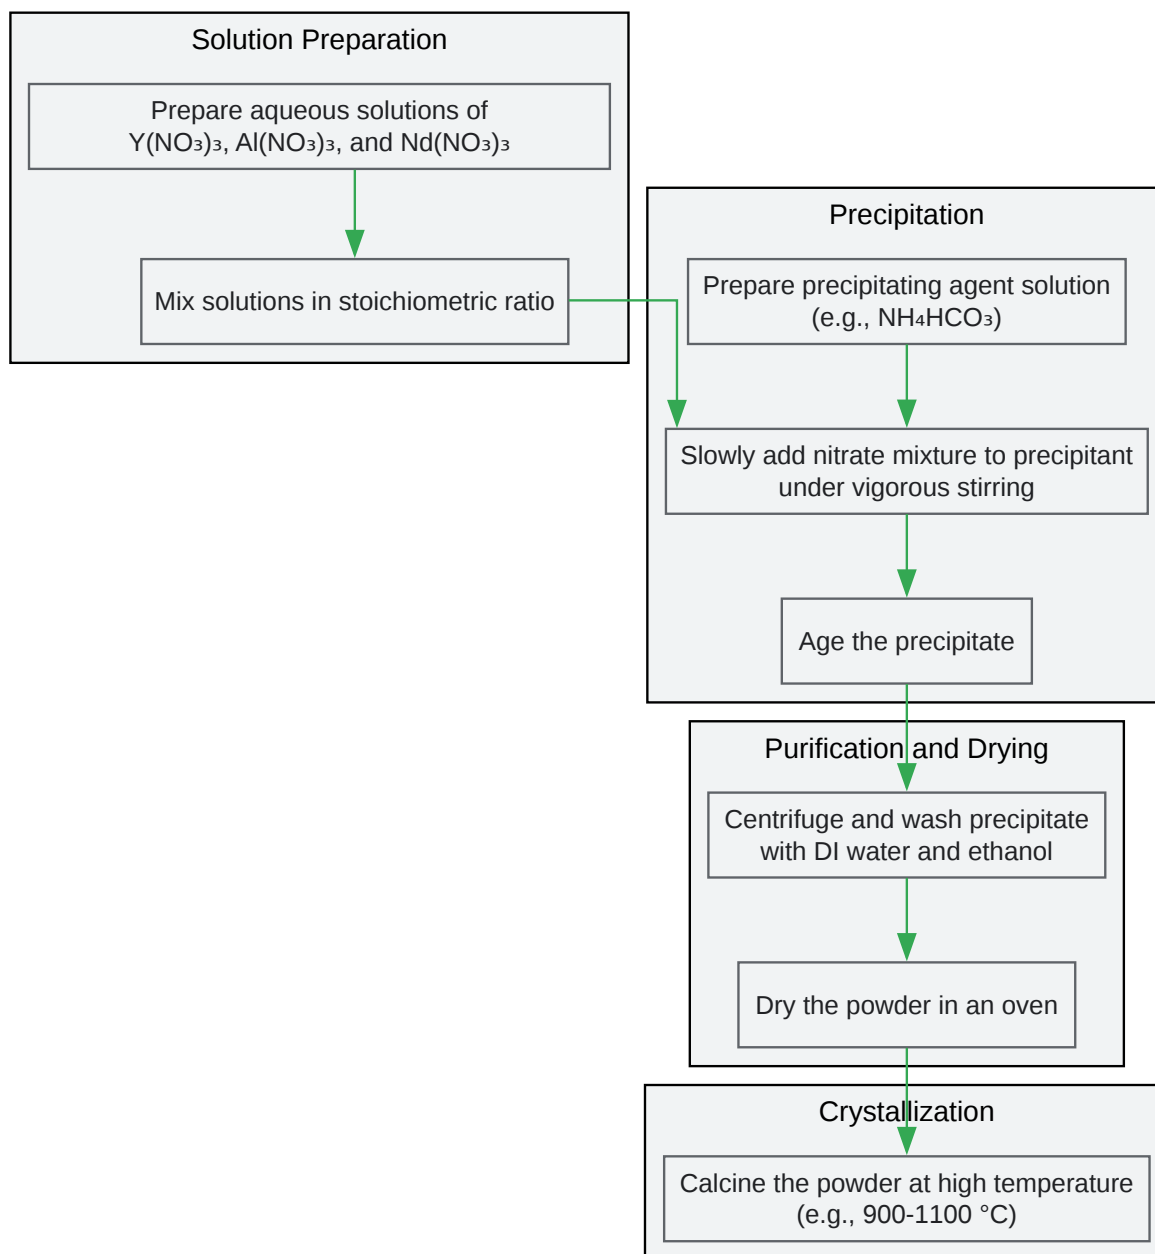 Solution Preparation
Prepare aqueous solutions of
Y(NO₃)₃, Al(NO₃)₃, and Nd(NO₃)₃
Mix solutions in stoichiometric ratio
Precipitation
Prepare precipitating agent solution
(e.g., NH₄HCO₃)
Slowly add nitrate mixture to precipitant
under vigorous stirring
Age the precipitate
Purification and Drying
Centrifuge and wash precipitate
with DI water and ethanol
Dry the powder in an oven
Crystallization
Calcine the powder at high temperature
(e.g., 900-1100 °C)